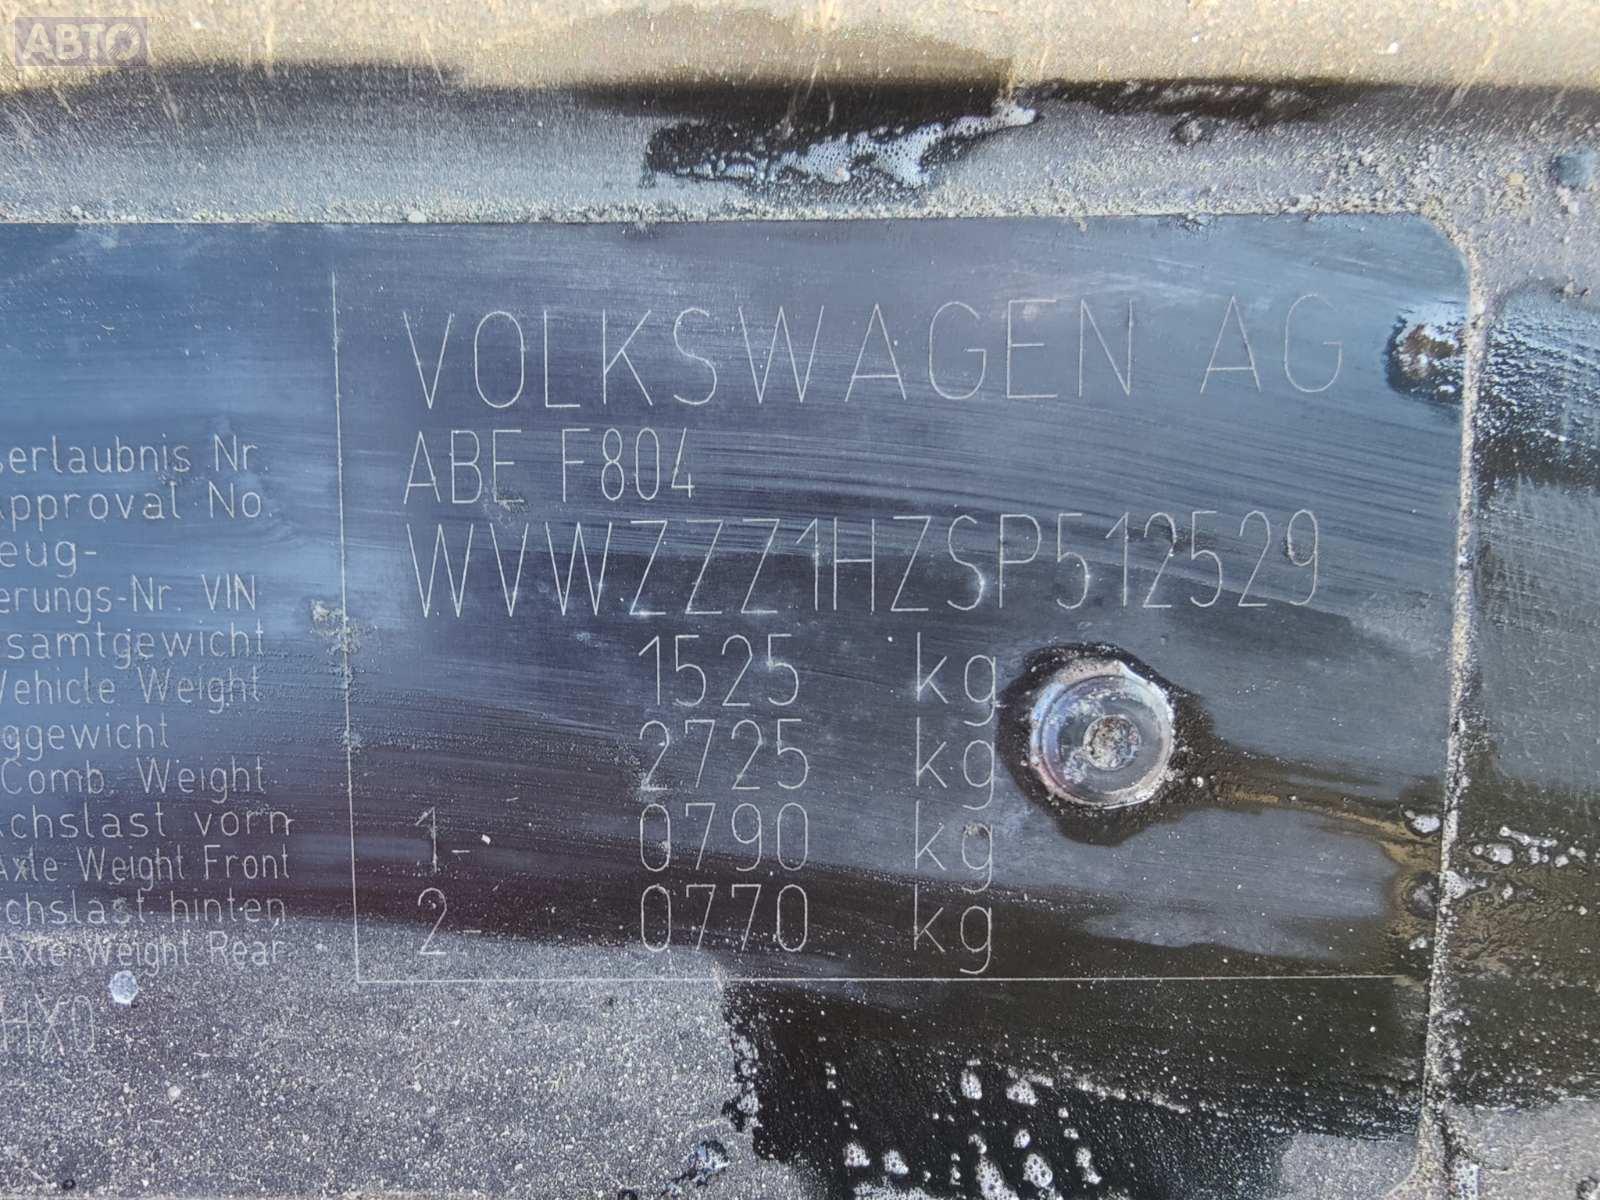 АВТО
VOLKSWAGEN AG
serlaubnis Nr. ABE F804
Approval No.
eug-
erungs-Nr. VIN WVWZZZ1HZSP512529
samtgewicht 1525 kg
Vehicle Weight
ggewicht 2725 kg
Comb. Weight
Achslast vorn 1- 0790 kg
Axle Weight Front
chslast hinten 2- 0770 kg
Axle Weight Rear
HX0